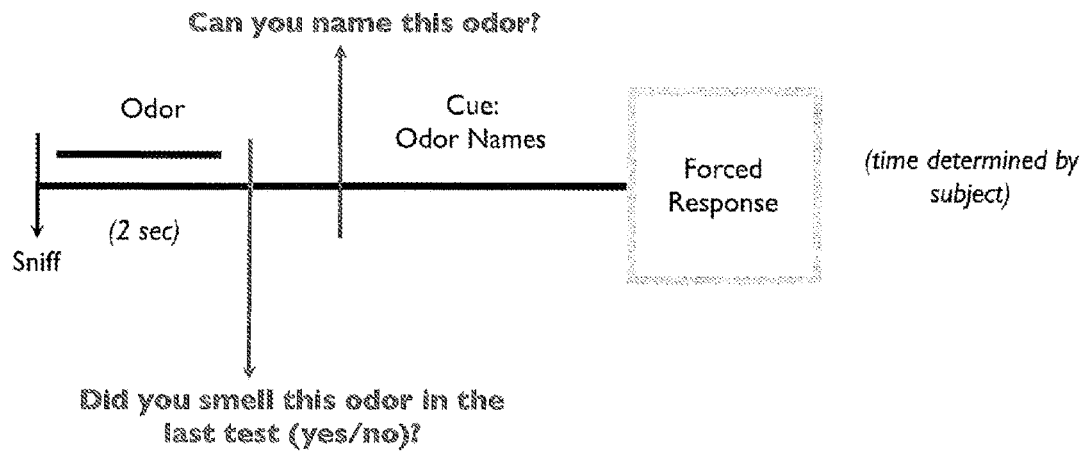 Can you name this odor?
Odor
Cue:
Odor Names
Forced
Response
(time determined by
subject)
(2 sec)
Sniff
Did you smell this odor in the
last test (yes/no)?